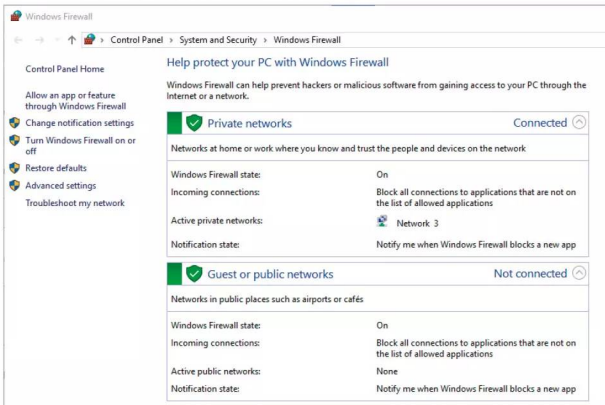 Windows Firewall
Control Panel > System and Security > Windows Firewall
Control Panel Home
Allow an app or feature
through Windows Firewall
Change notification settings
Turn Windows Firewall on or
off
Restore defaults
Advanced settings
Troubleshoot my network
Help protect your PC with Windows Firewall
Windows Firewall can help prevent hackers or malicious software from gaining access to your PC through the
Internet or a network.
Private networks Connected
Networks at home or work where you know and trust the people and devices on the network
Windows Firewall state: On
Incoming connections: Block all connections to applications that are not on
the list of allowed applications
Active private networks: Network 3
Notification state: Notify me when Windows Firewall blocks a new app
Guest or public networks Not connected
Networks in public places such as airports or cafés
Windows Firewall state: On
Incoming connections: Block all connections to applications that are not on
the list of allowed applications
Active public networks: None
Notification state: Notify me when Windows Firewall blocks a new app